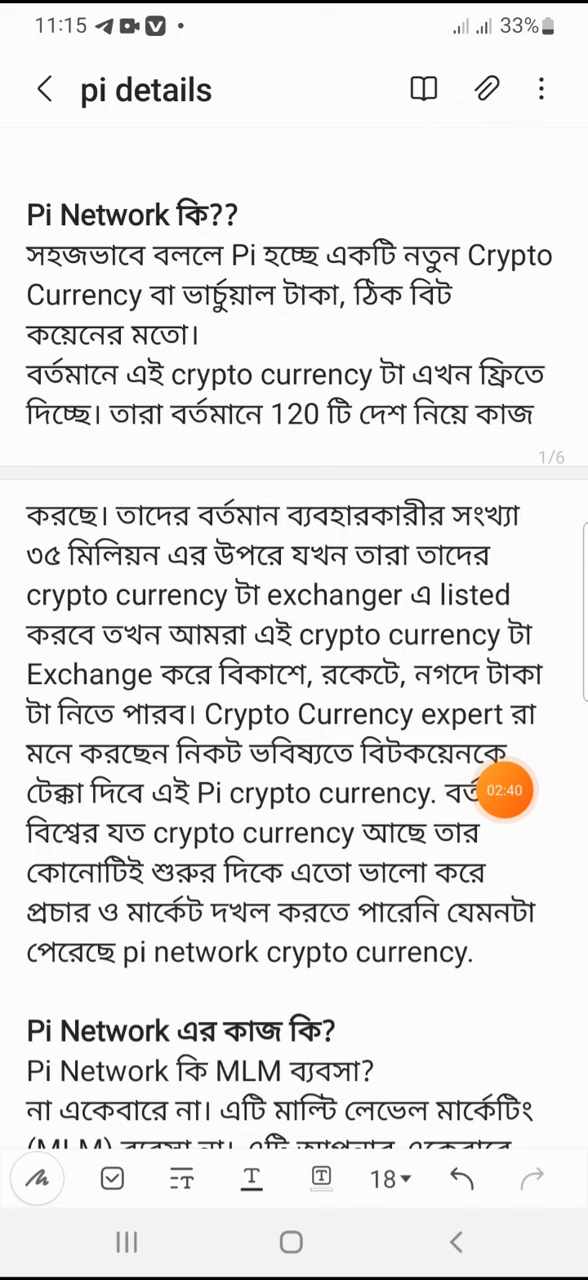 11:15
33%
pi details
Pi Network কি??
সহজভাবে বললে Pi হচ্ছে একটি নতুন Crypto
Currency বা ভার্চুয়াল টাকা, ঠিক বিট
কয়েনের মতো।
বর্তমানে এই crypto currency টা এখন ফ্রিতে
দিচ্ছে। তারা বর্তমানে 120 টি দেশ নিয়ে কাজ
1/6
করছে। তাদের বর্তমান ব্যবহারকারীর সংখ্যা
৩৫ মিলিয়ন এর উপরে যখন তারা তাদের
crypto currency টা exchanger এ listed
করবে তখন আমরা এই crypto currency টা
Exchange করে বিকাশে, রকেটে, নগদে টাকা
টা নিতে পারব। Crypto Currency expert রা
মনে করছেন নিকট ভবিষ্যতে বিটকয়েনকে
টেক্কা দিবে এই Pi crypto currency.
02:40
বিশ্বের যত crypto currency আছে তার
কোনোটিই শুরুর দিকে এতো ভালো করে
প্রচার ও মার্কেট দখল করতে পারেনি যেমনটা
পেরেছে pi network crypto currency.
Pi Network এর কাজ কি?
Pi Network কি MLM ব্যবসা?
না একেবারে না। এটি মাল্টি লেভেল মার্কেটিং
18